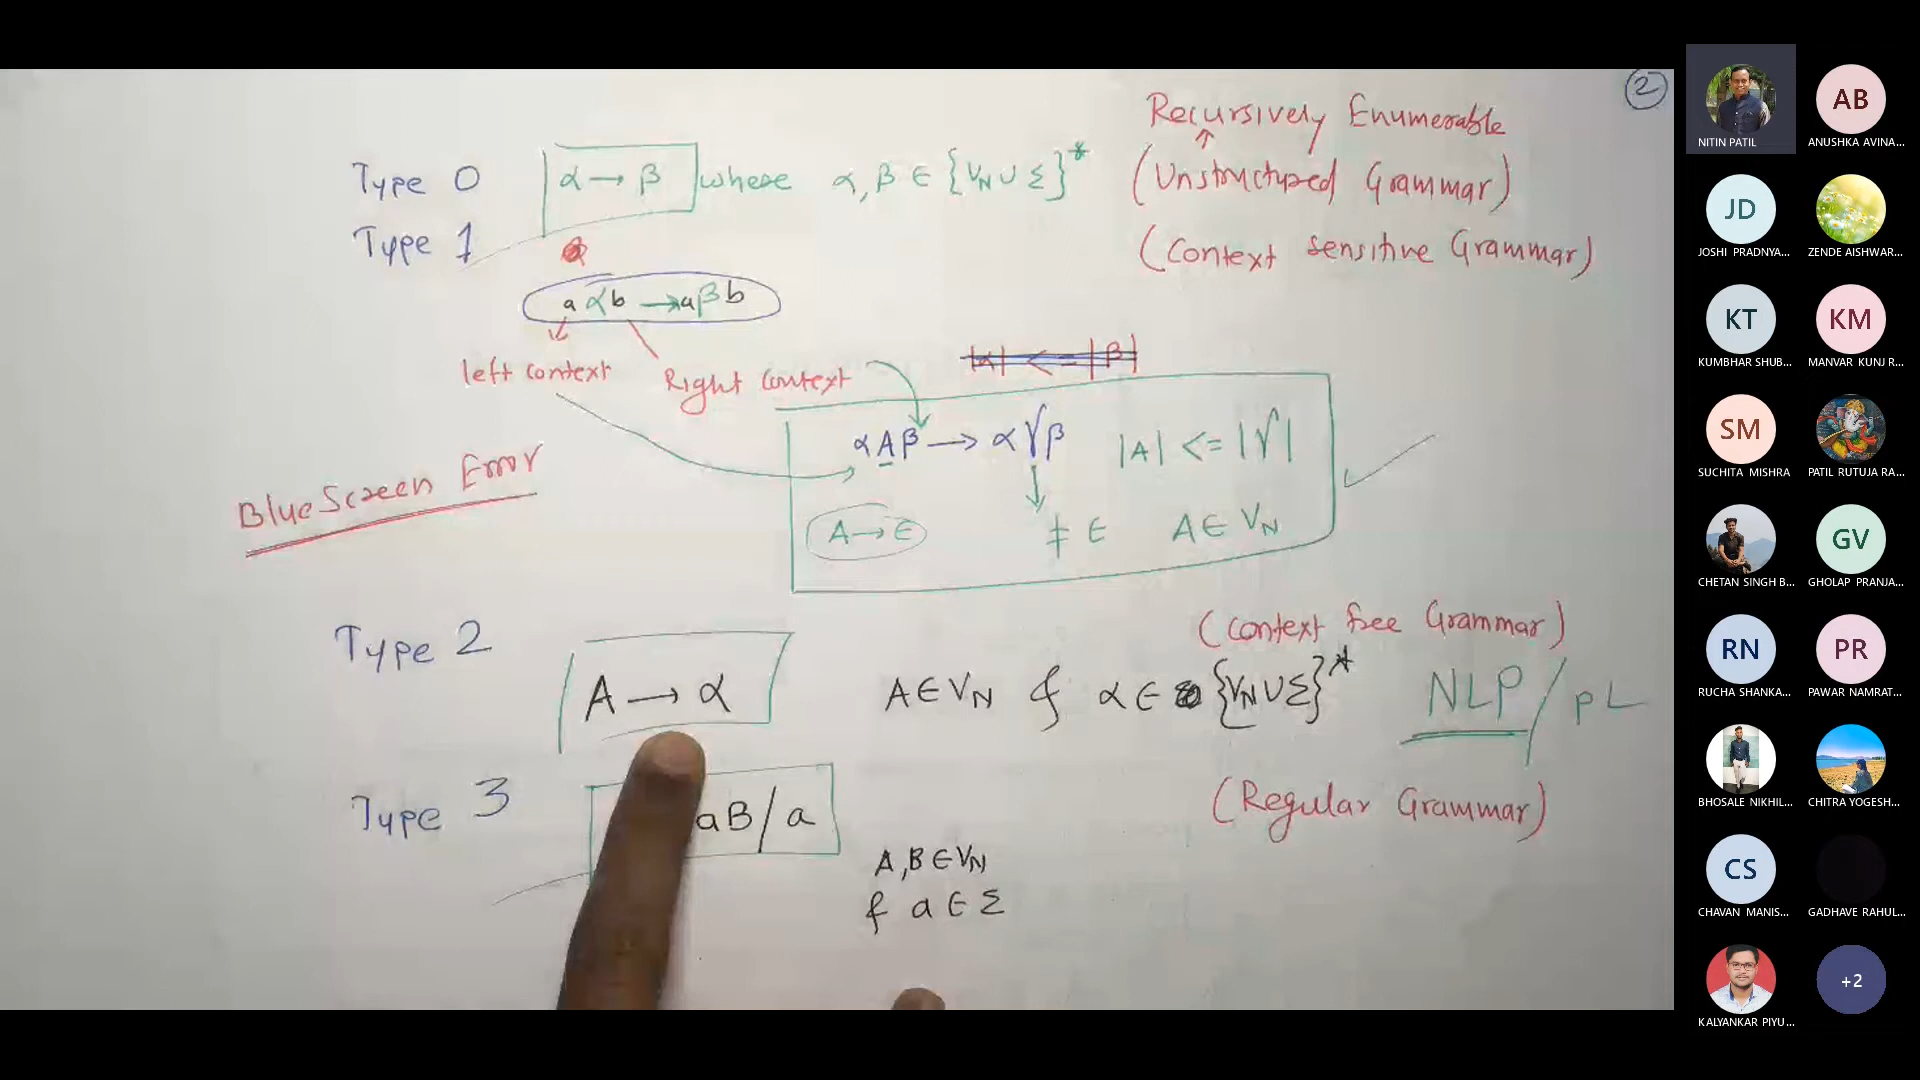 2
Recursively Enumerable
Type 0 α → β where α, β ∈ {VN ∪ Σ}* (Unstructured Grammar)
Type 1 (Context Sensitive Grammar)
a α b → a β b
left context Right Context |α| <= |β|
α A β → α γ β |A| <= |γ|
Blue Screen Error
A → ∈ ≠ ∈ A ∈ VN
Type 2 (Context free Grammar)
A → α A ∈ VN & α ∈ {VN ∪ Σ}* NLP / PL
Type 3 aB / a (Regular Grammar)
A, B ∈ VN
& a ∈ Σ
NITIN PATIL
AB
ANUSHKA AVINA...
JD
JOSHI PRADNYA...
ZENDE AISHWAR...
KT
KUMBHAR SHUB...
KM
MANVAR KUNJ R...
SM
SUCHITA MISHRA
PATIL RUTUJA RA...
CHETAN SINGH B...
GV
GHOLAP PRANJA...
RN
RUCHA SHANKA...
PR
PAWAR NAMRAT...
BHOSALE NIKHIL...
CHITRA YOGESH...
CS
CHAVAN MANIS...
GADHAVE RAHUL...
KALYANKAR PIYU...
+2